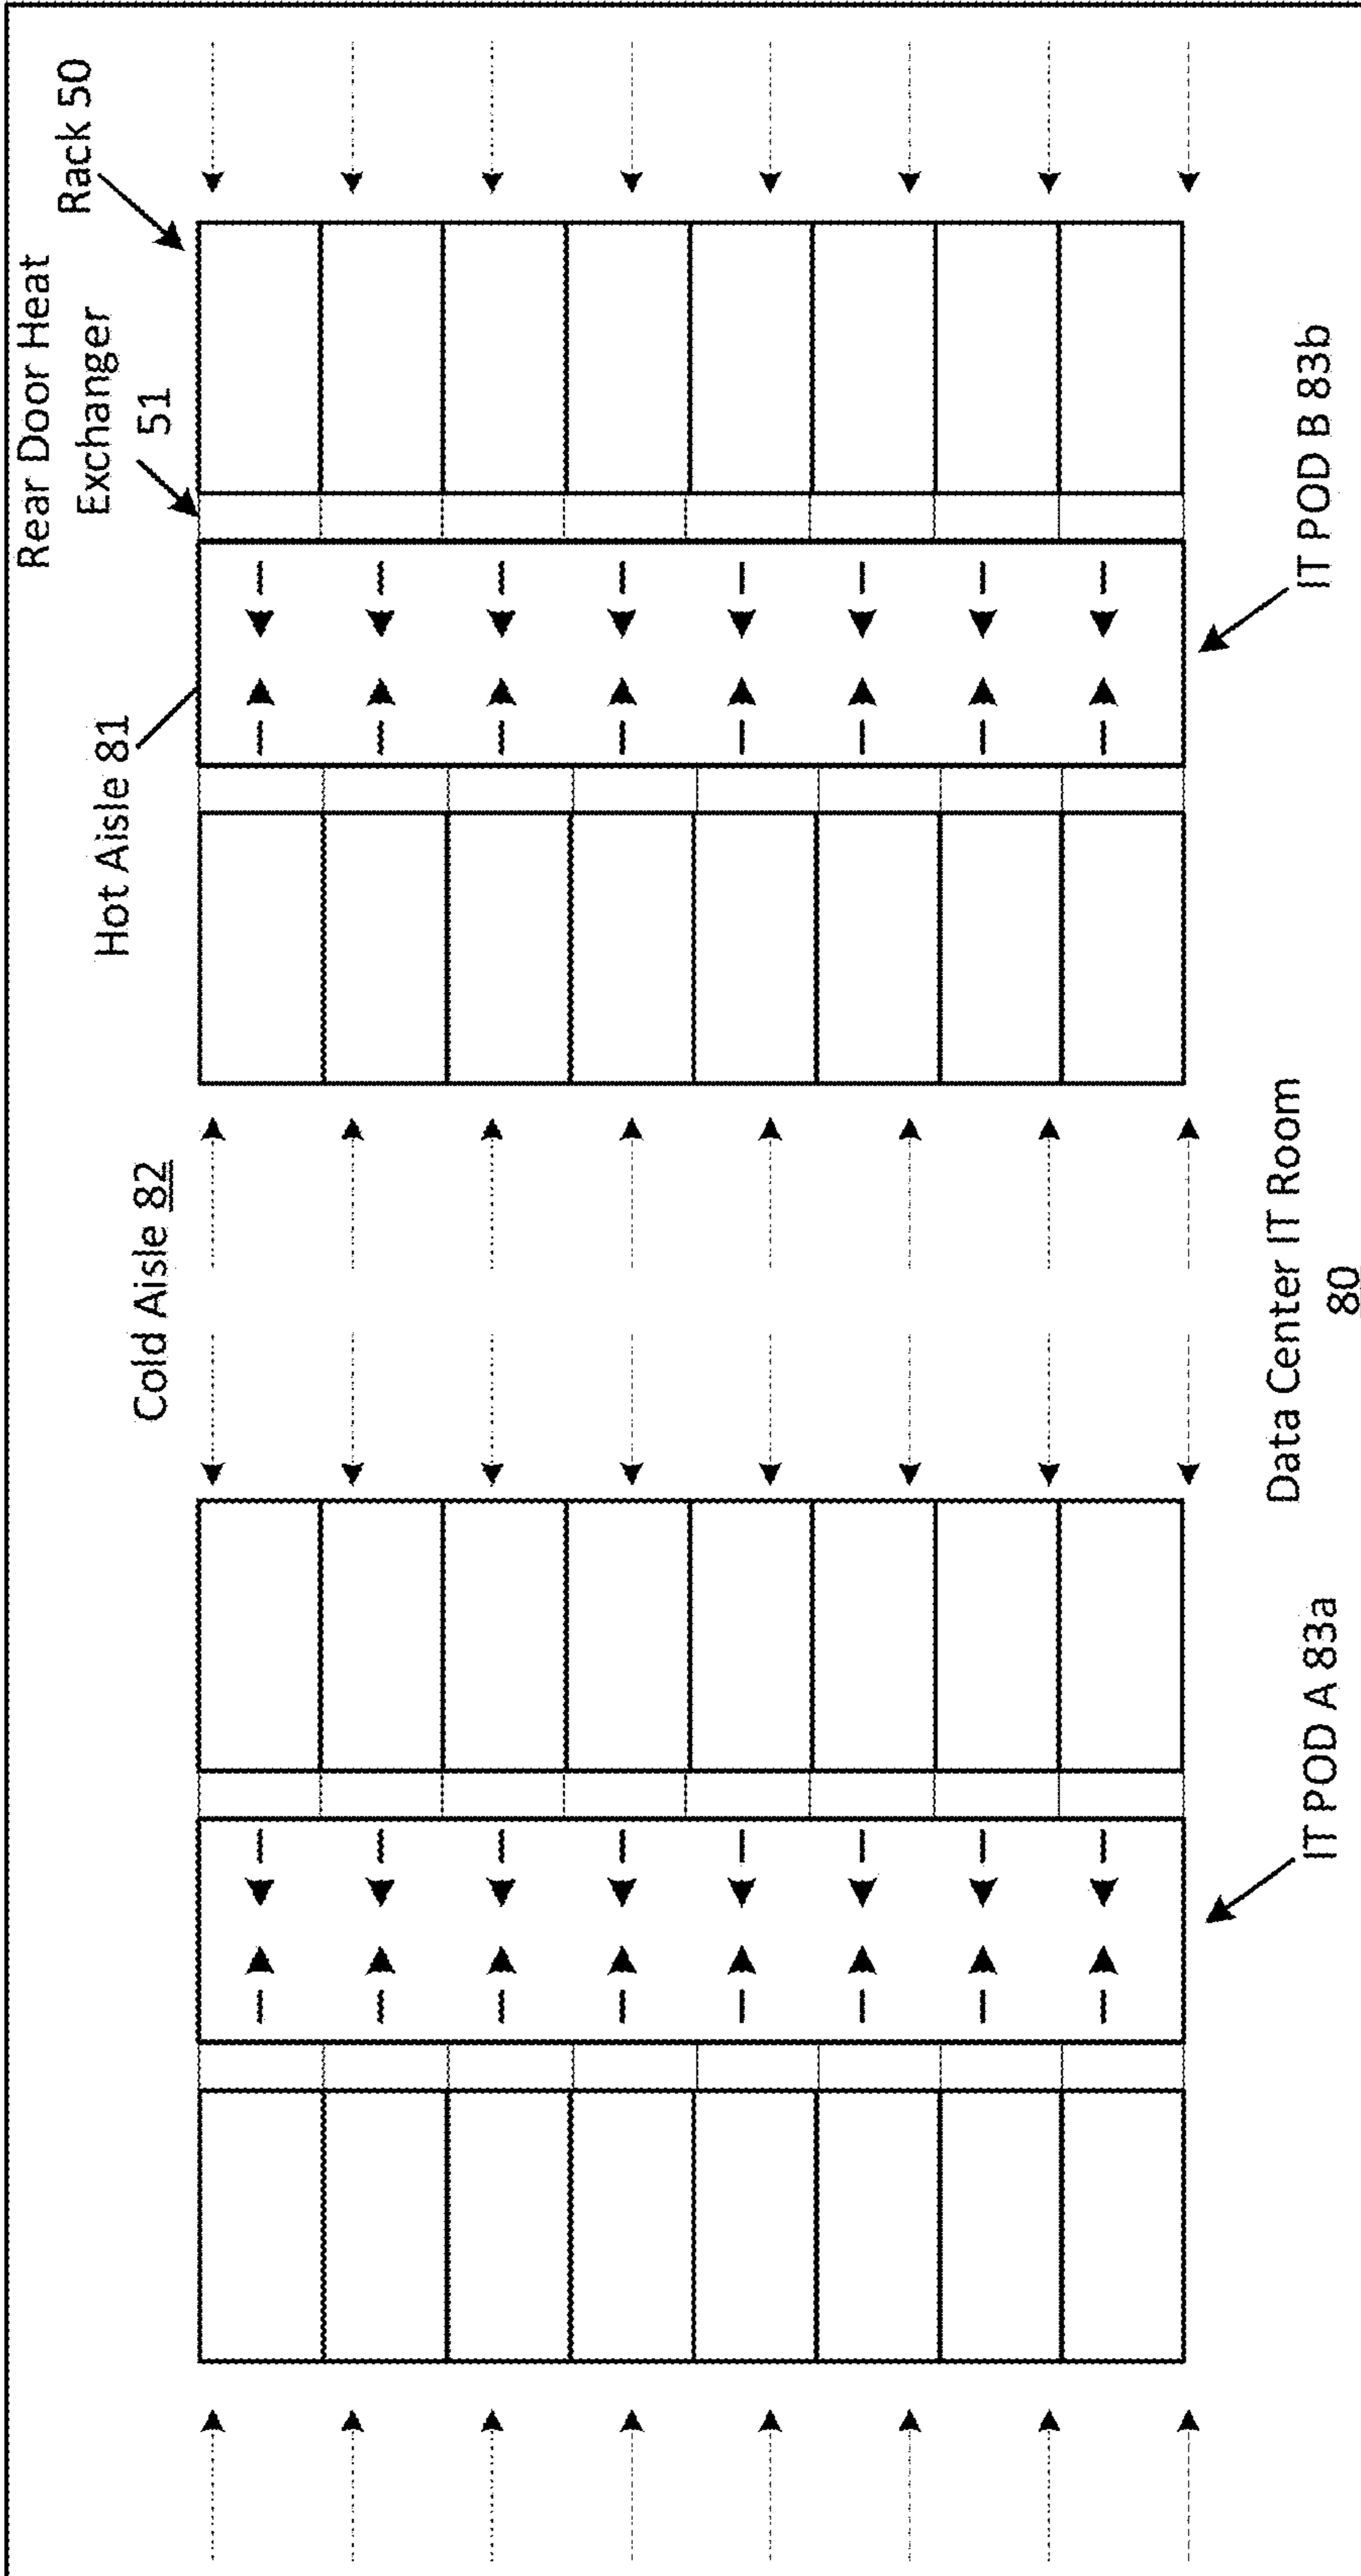 Cold Aisle 82
Hot Aisle 81
Rear Door Heat
Exchanger
51
Rack 50
IT POD A 83a
Data Center IT Room
80
IT POD B 83b